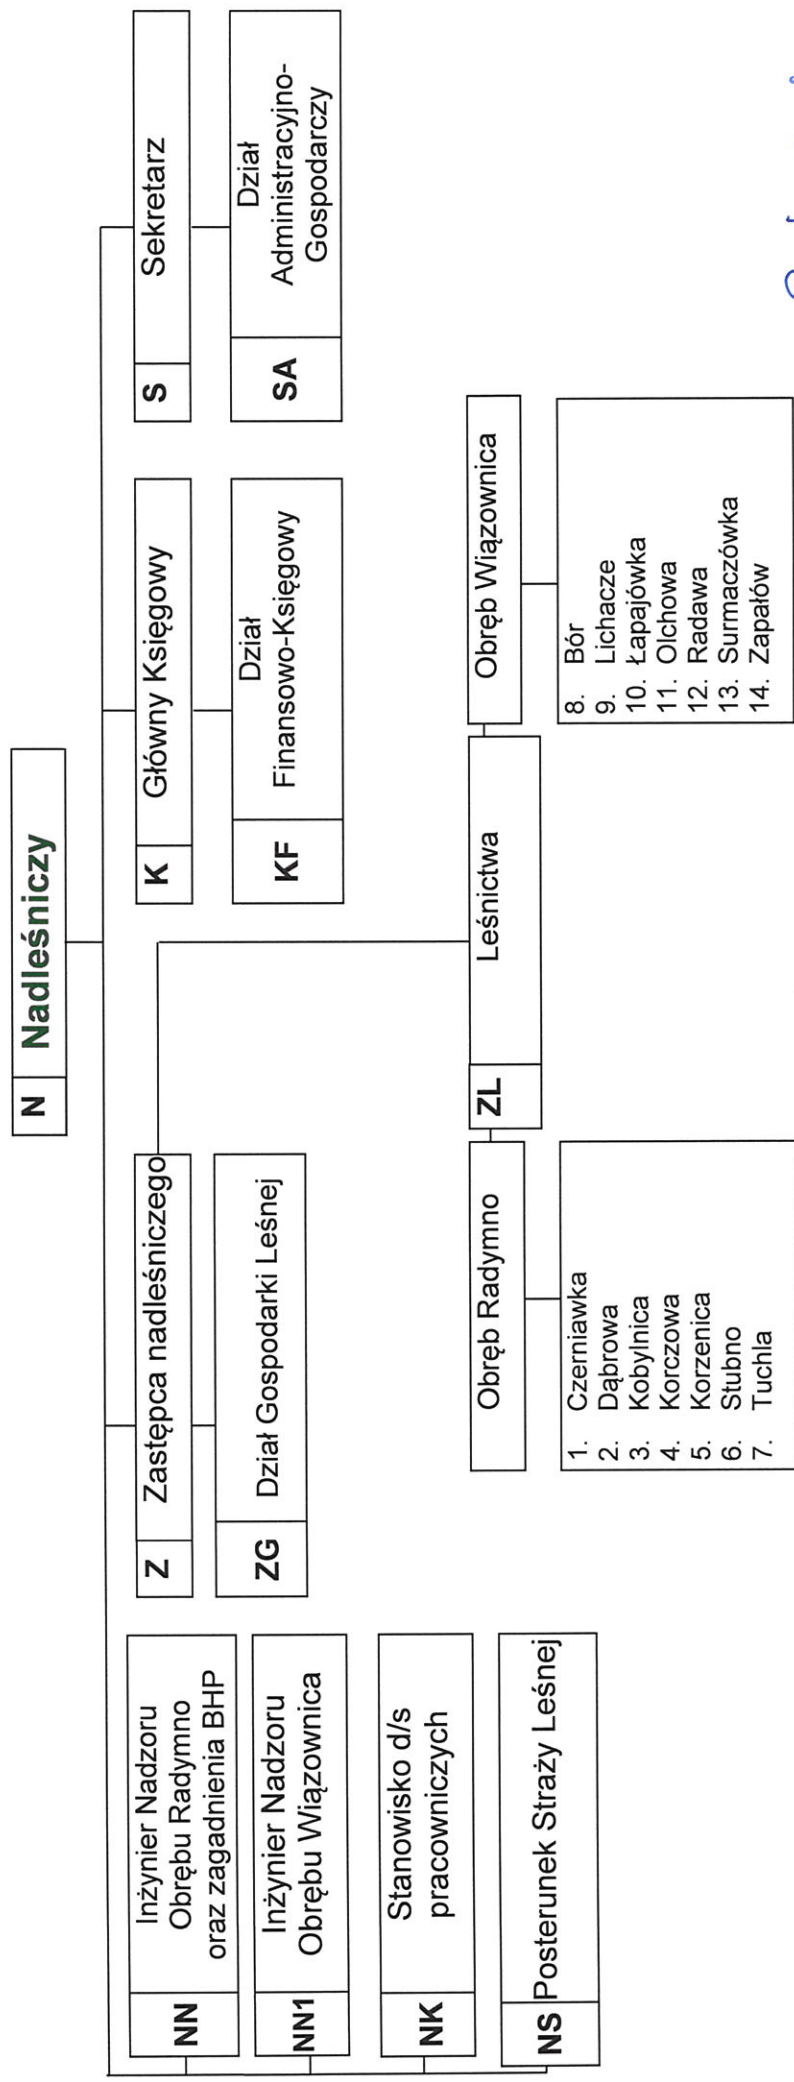 N Nadleśniczy
NN Inżynier Nadzoru
Obrębu Radymno
oraz zagadnienia BHP
NN1 Inżynier Nadzoru
Obrębu Wiązownica
NK Stanowisko d/s
pracowniczych
NS Posterunek Straży Leśnej
Z Zastępca nadleśniczego
ZG Dział Gospodarki Leśnej
K Główny Księgowy
KF Dział
Finansowo-Księgowy
S Sekretarz
SA Dział
Administracyjno-
Gospodarczy
ZL Leśnictwa
Obręb Radymno
1. Czerniawka
2. Dąbrowa
3. Kobylnica
4. Korczowa
5. Korzenica
6. Stubno
7. Tuchla
Obręb Wiązownica
8. Bór
9. Lichacze
10. Łapajówka
11. Olchowa
12. Radawa
13. Surmaczówka
14. Zapałów